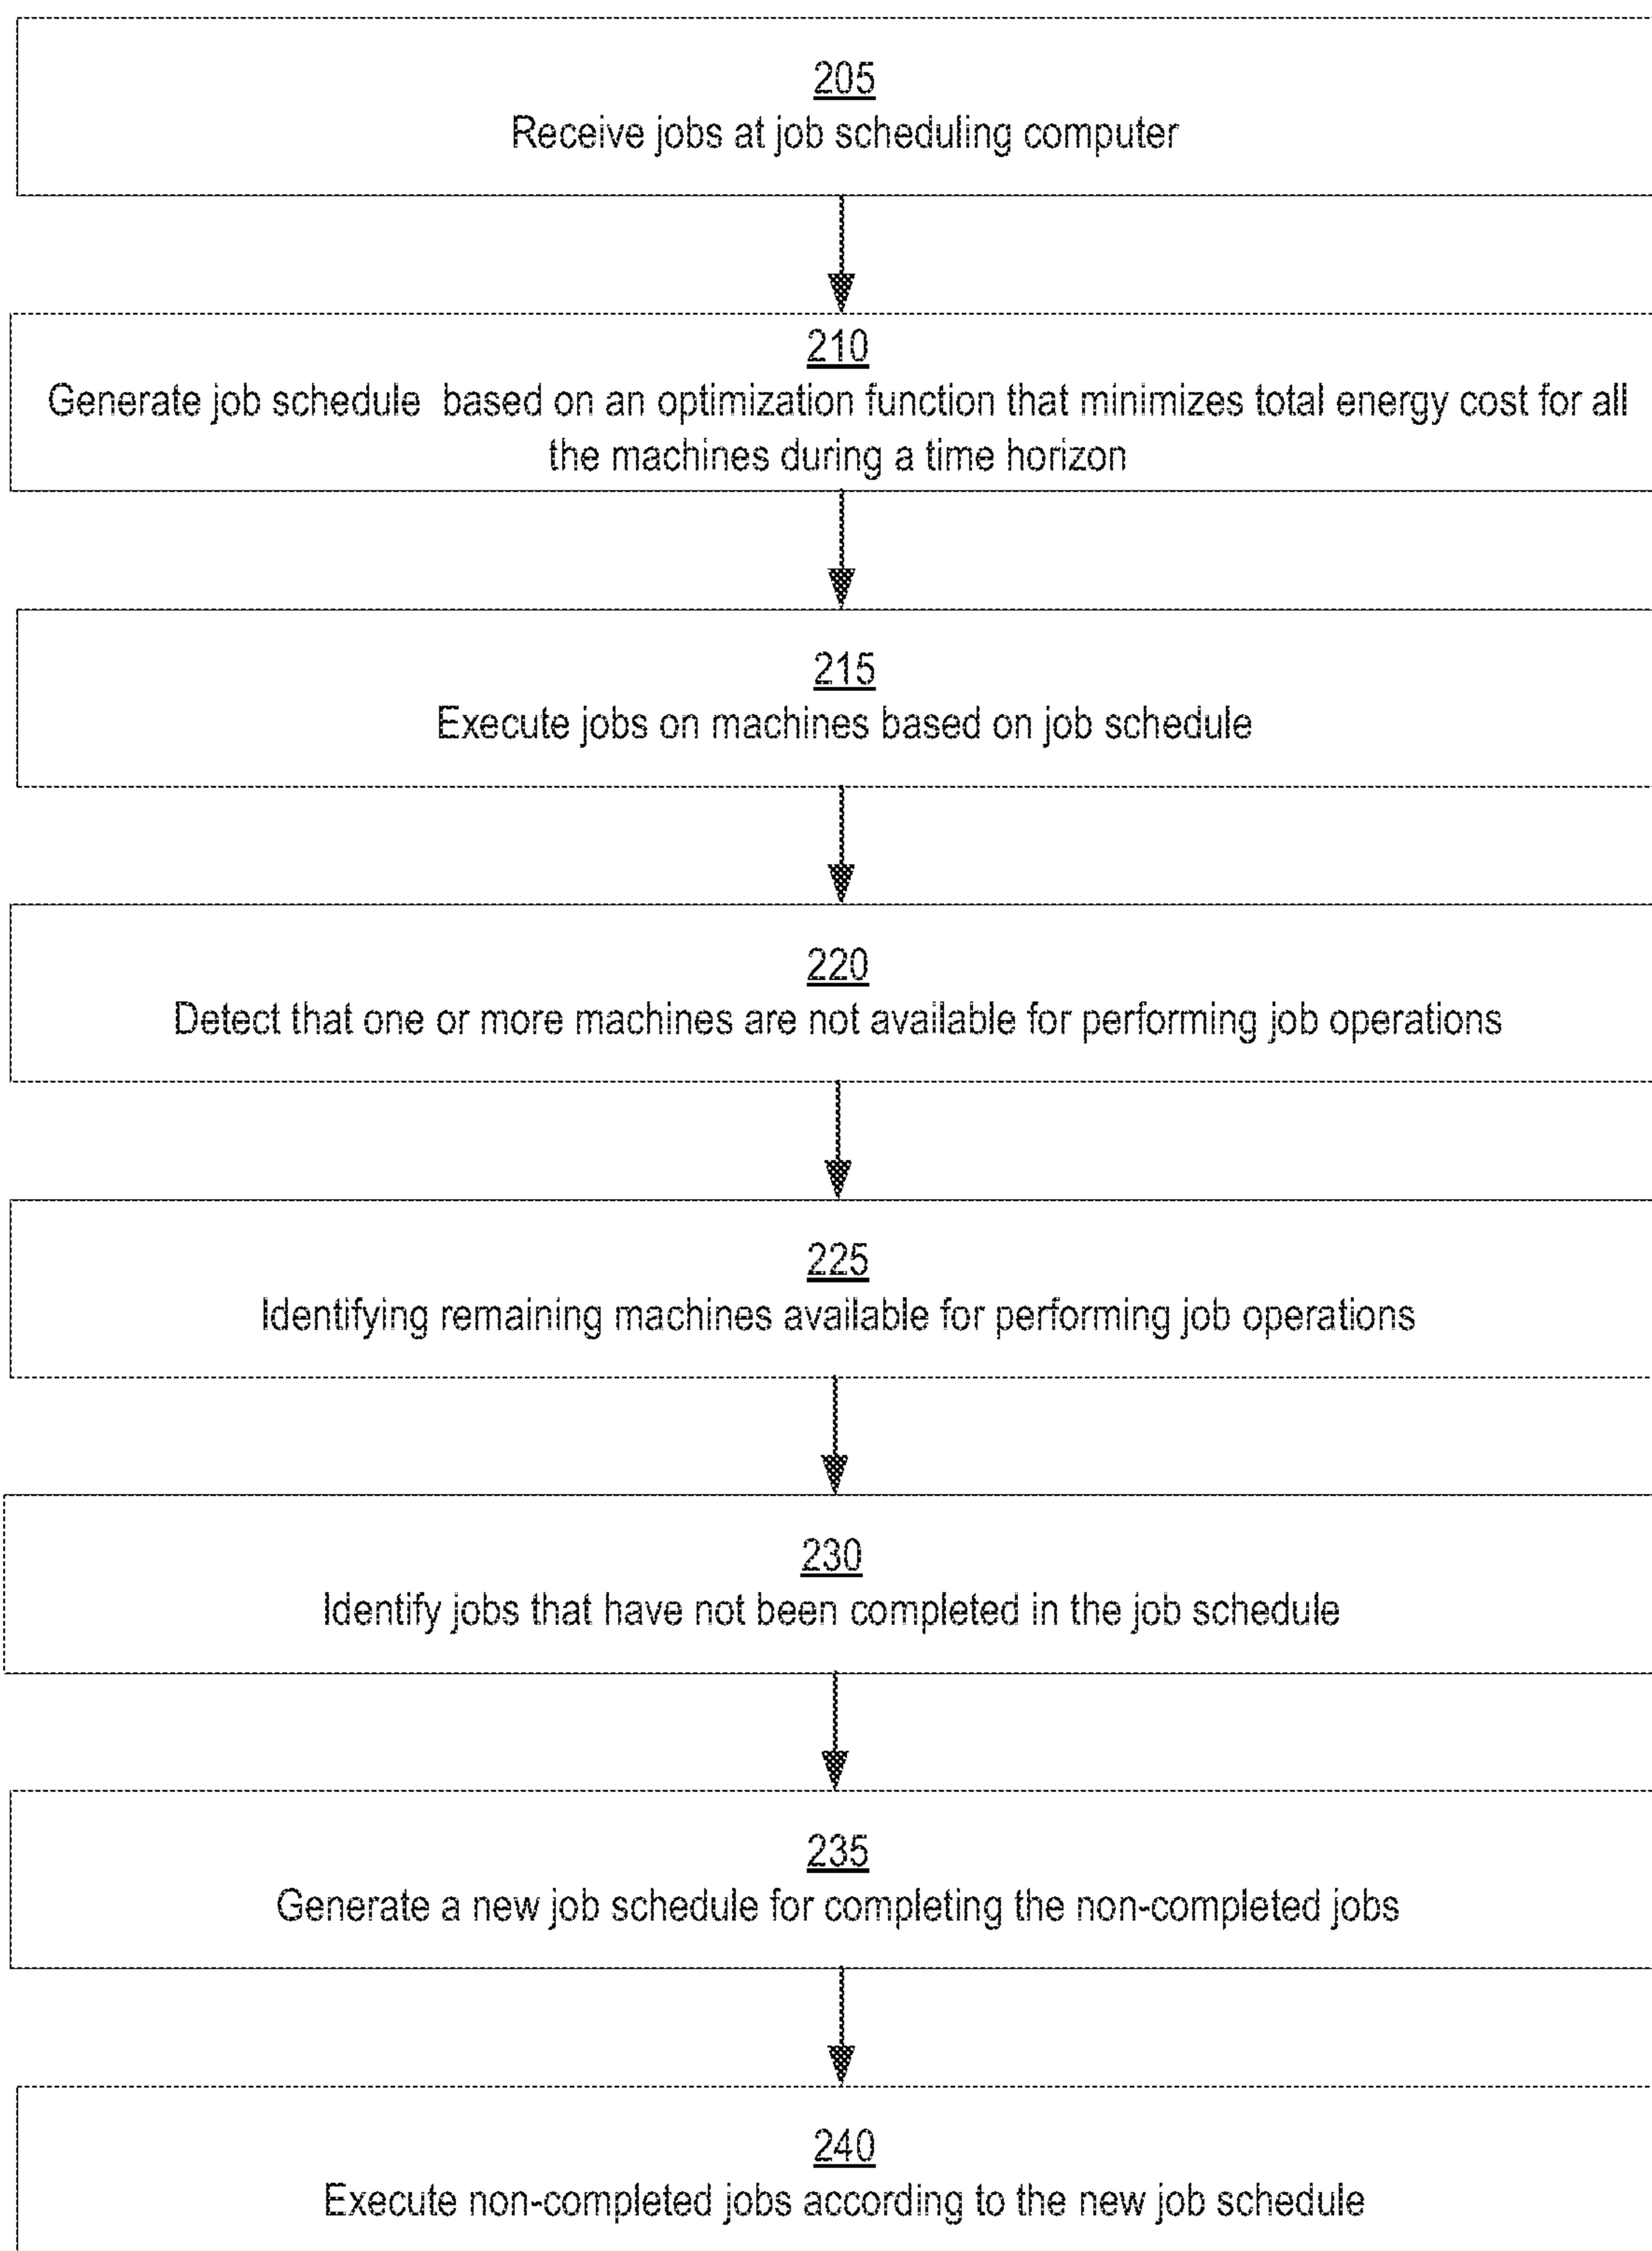 205
Receive jobs at job scheduling computer
210
Generate job schedule based on an optimization function that minimizes total energy cost for all
the machines during a time horizon
215
Execute jobs on machines based on job schedule
220
Detect that one or more machines are not available for performing job operations
225
Identifying remaining machines available for performing job operations
230
Identify jobs that have not been completed in the job schedule
235
Generate a new job schedule for completing the non-completed jobs
240
Execute non-completed jobs according to the new job schedule